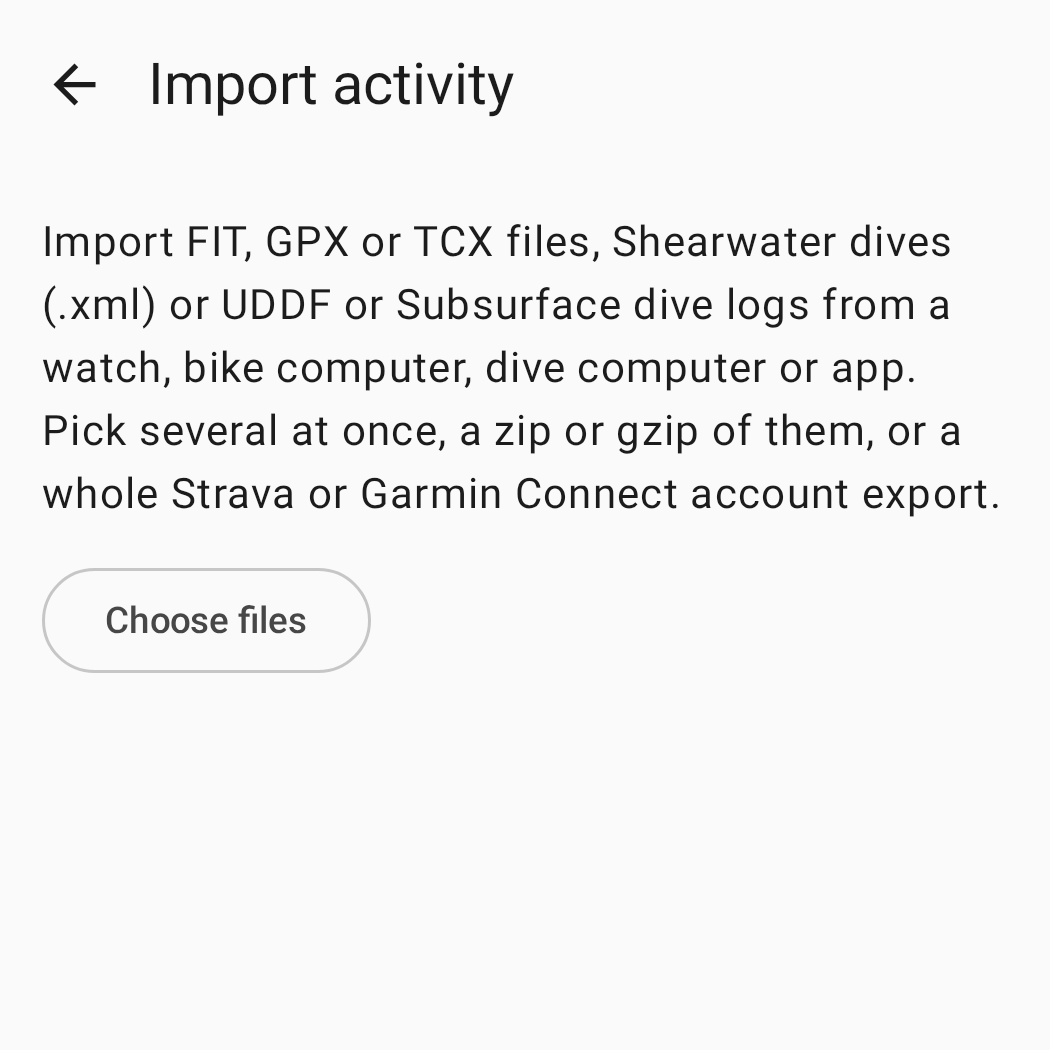 Import activity
Import FIT, GPX or TCX files, Shearwater dives
(.xml) or UDDF or Subsurface dive logs from a
watch, bike computer, dive computer or app.
Pick several at once, a zip or gzip of them, or a
whole Strava or Garmin Connect account export.
Choose files